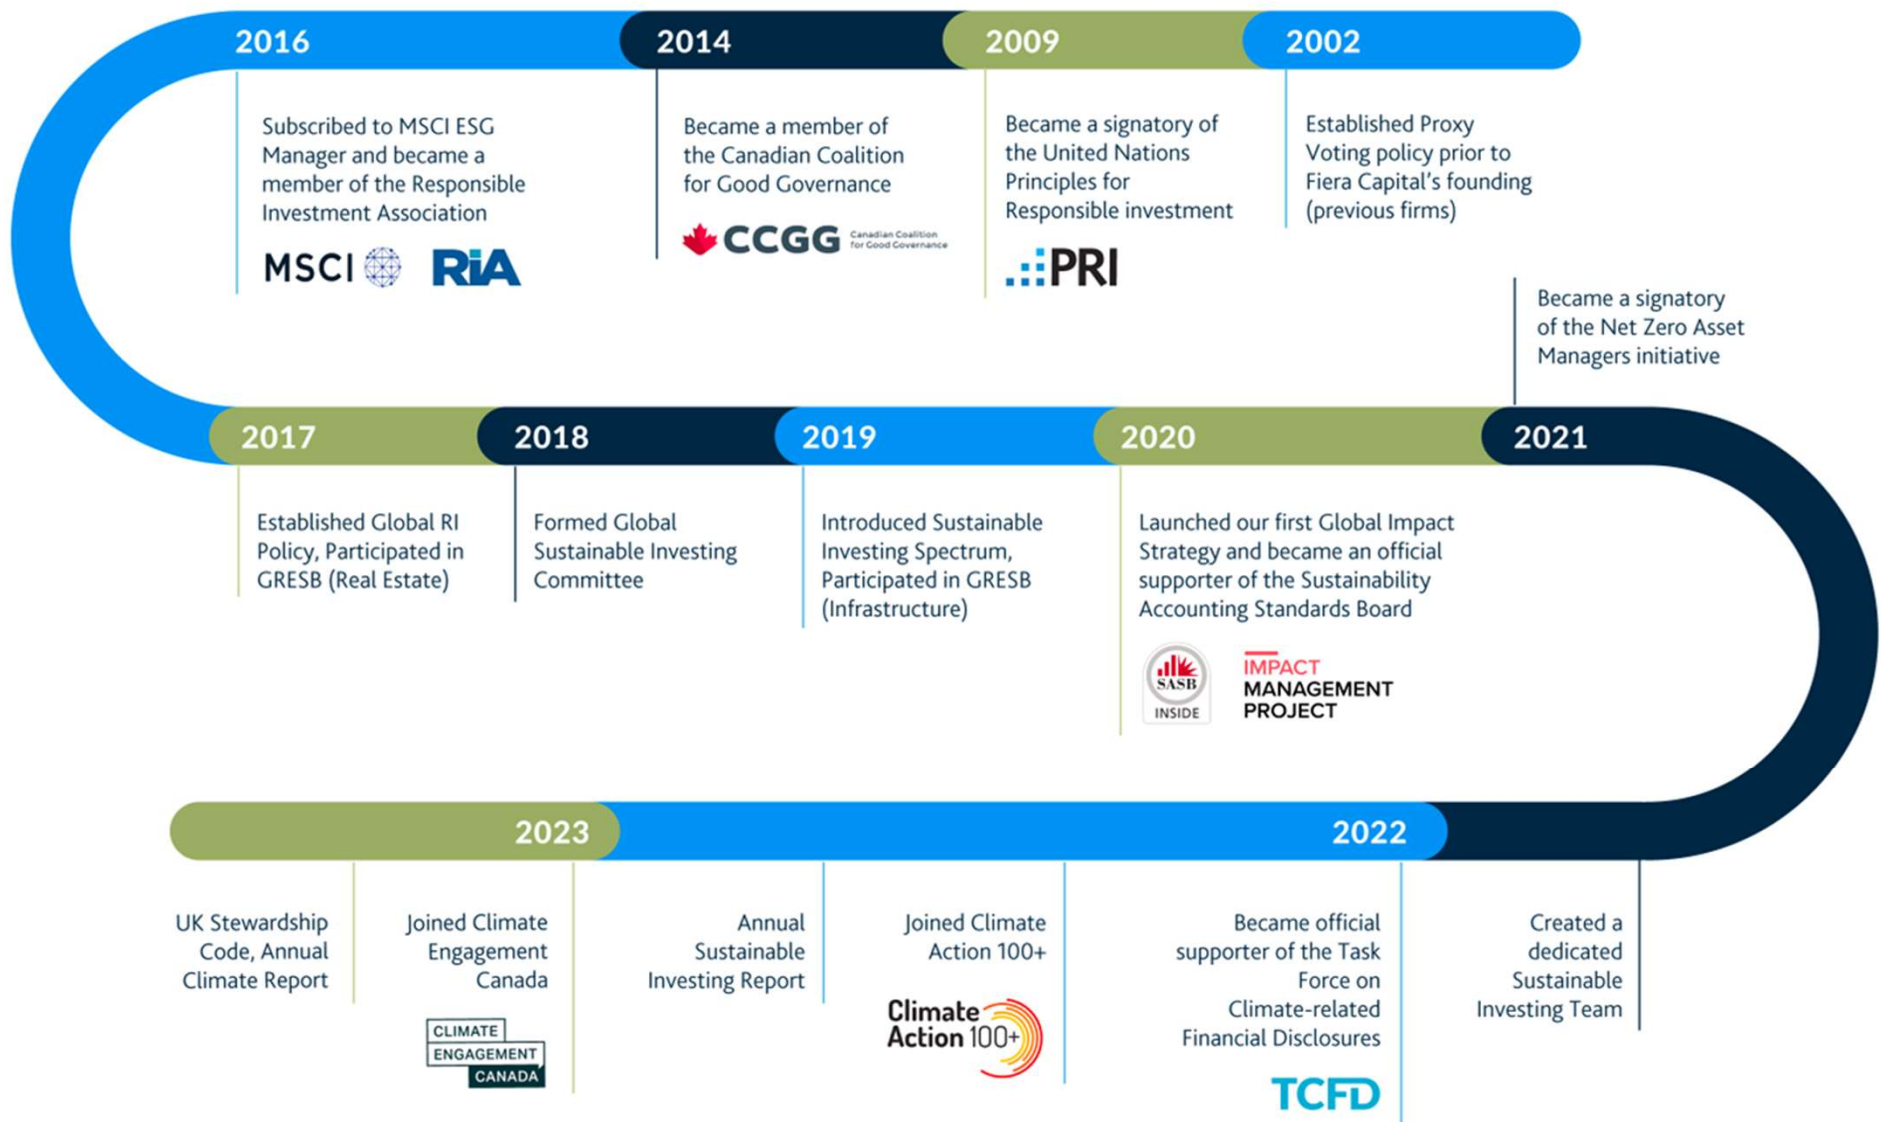 2016
2014
2009
2002
Subscribed to MSCI ESG
Manager and became a
member of the Responsible
Investment Association
MSCI
RiA
Became a member of
the Canadian Coalition
for Good Governance
CCGG
Canadian Coalition
for Good Governance
Became a signatory of
the United Nations
Principles for
Responsible investment
PRI
Established Proxy
Voting policy prior to
Fiera Capital's founding
(previous firms)
Became a signatory
of the Net Zero Asset
Managers initiative
2017
2018
2019
2020
2021
Established Global RI
Policy, Participated in
GRESB (Real Estate)
Formed Global
Sustainable Investing
Committee
Introduced Sustainable
Investing Spectrum,
Participated in GRESB
(Infrastructure)
Launched our first Global Impact
Strategy and became an official
supporter of the Sustainability
Accounting Standards Board
SASB
INSIDE
IMPACT
MANAGEMENT
PROJECT
2023
2022
UK Stewardship
Code, Annual
Climate Report
Joined Climate
Engagement
Canada
CLIMATE
ENGAGEMENT
CANADA
Annual
Sustainable
Investing Report
Joined Climate
Action 100+
Climate
Action 100+
Became official
supporter of the Task
Force on
Climate-related
Financial Disclosures
TCFD
Created a
dedicated
Sustainable
Investing Team